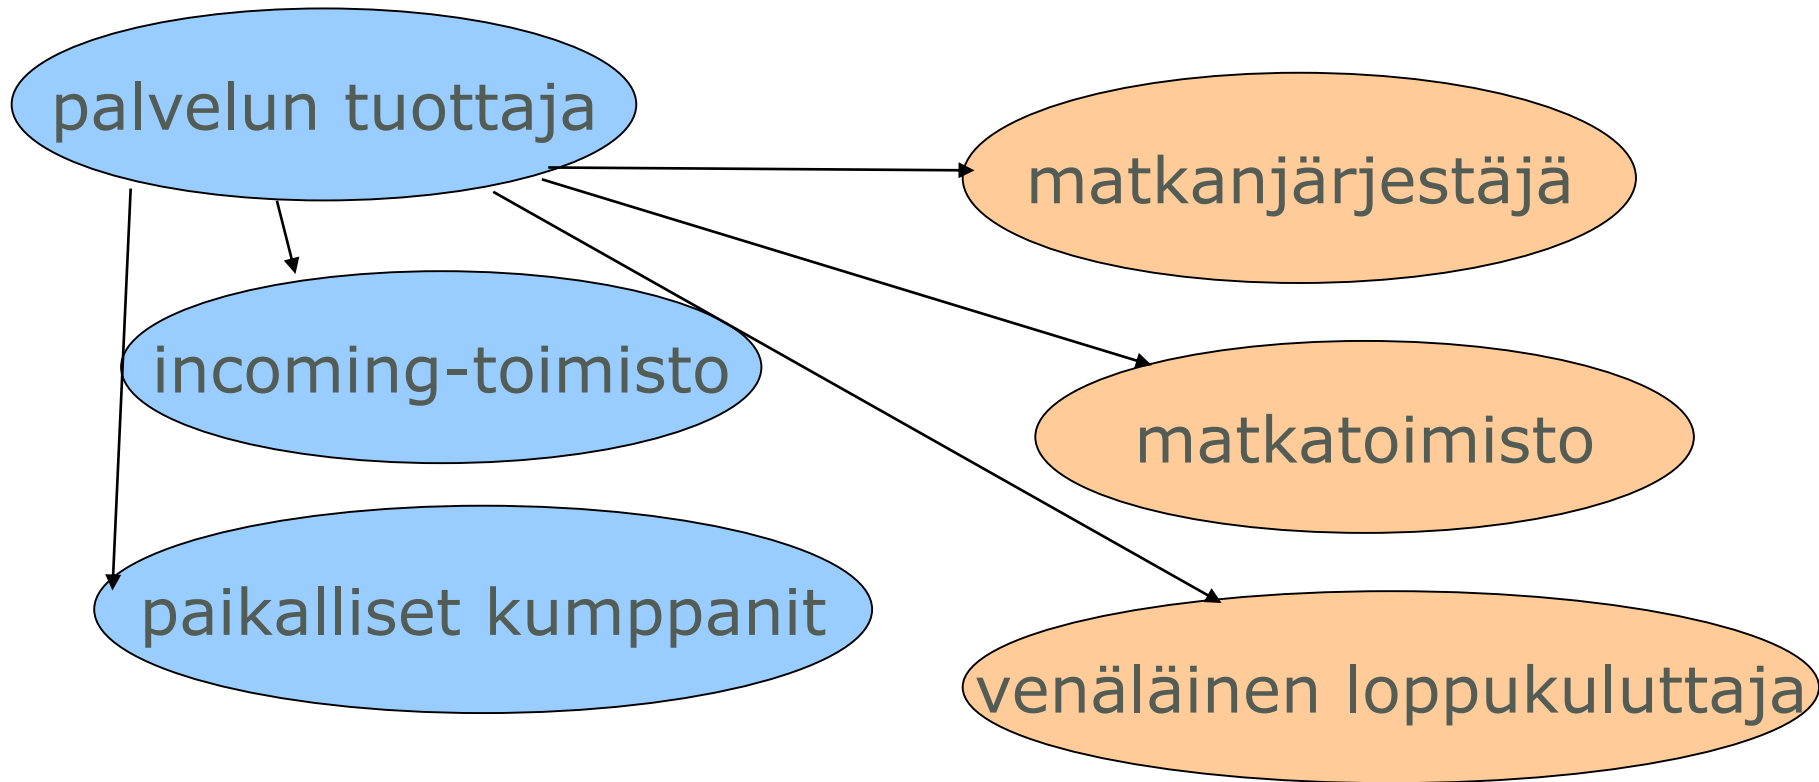 palvelun tuottaja
matkanjärjestäjä
incoming-toimisto
matkatoimisto
paikalliset kumppanit
venäläinen loppukuluttaja